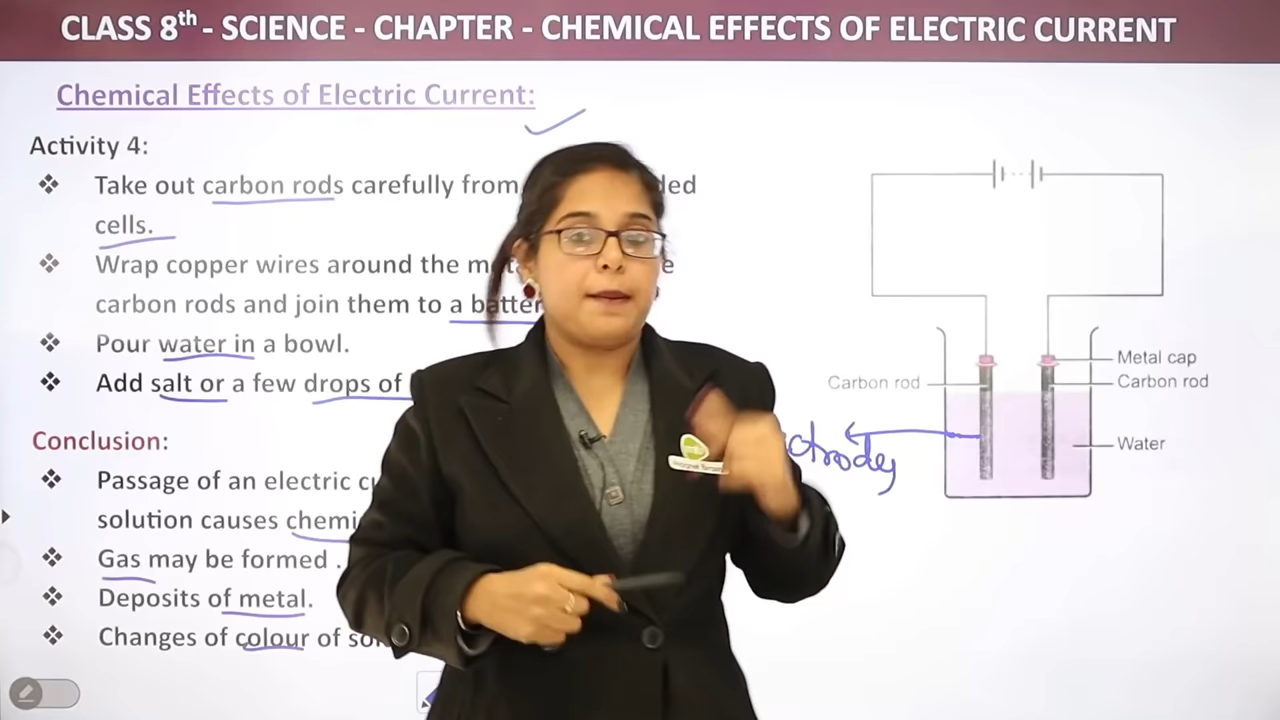 CLASS 8th - SCIENCE - CHAPTER - CHEMICAL EFFECTS OF ELECTRIC CURRENT
Chemical Effects of Electric Current:
Activity 4:
❖ Take out carbon rods carefully from
cells.
❖ Wrap copper wires around the
carbon rods and join them to a
❖ Pour water in a bowl.
❖ Add salt or a few drops of
Conclusion:
❖ Passage of an electric
solution causes
❖ Gas may be formed .
❖ Deposits of metal.
❖ Changes of colour of
Metal cap
Carbon rod
Carbon rod
Water